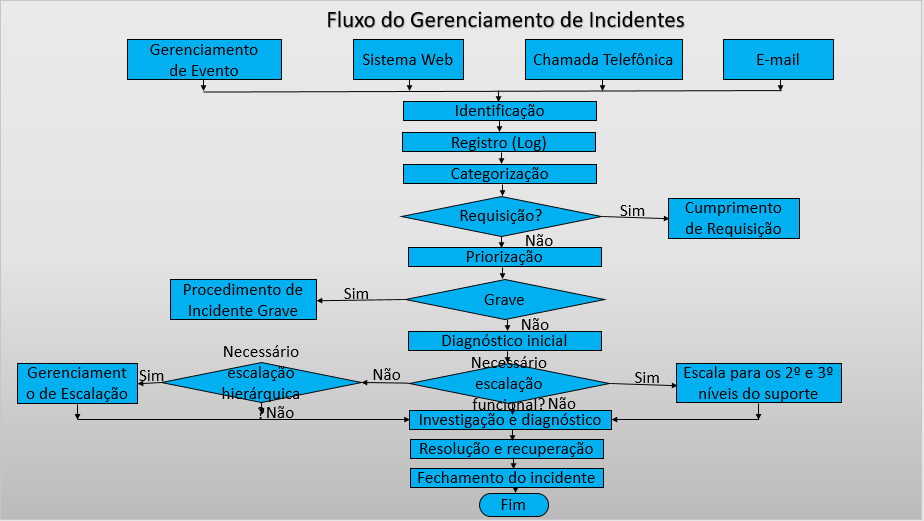 Fluxo do Gerenciamento de Incidentes
Gerenciamento
de Evento
Sistema Web
Chamada Telefônica
E-mail
Identificação
Registro (Log)
Categorização
Requisição?
Sim
Cumprimento
de Requisição
Não
Priorização
Procedimento de
Incidente Grave
Sim
Grave
Não
Diagnóstico inicial
Gerenciament
o de Escalação
Sim
Necessário
escalação
hierárquica
?
Não
Não
Necessário
escalação
funcional?
Não
Sim
Escala para os 2º e 3º
níveis do suporte
Investigação e diagnóstico
Resolução e recuperação
Fechamento do incidente
Fim